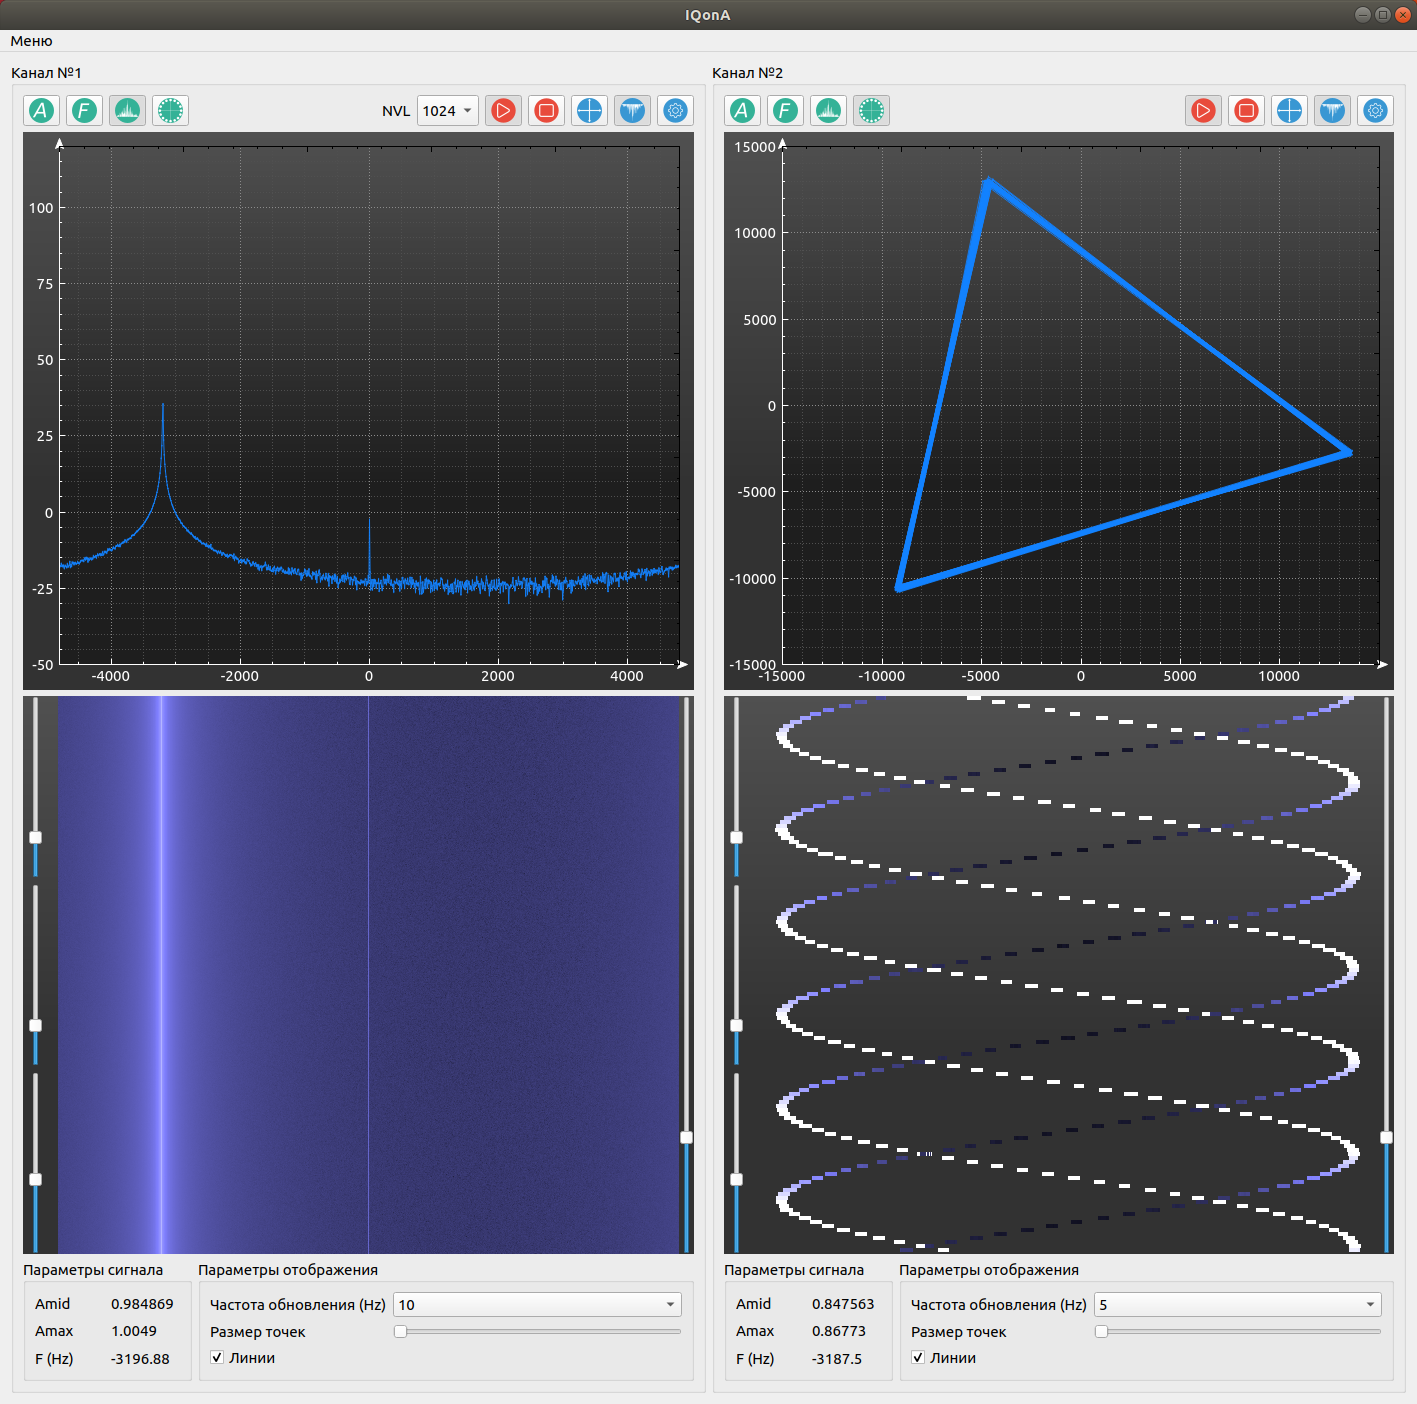 IQonA
Меню
Канал №1
Канал №2
A F NVL 1024
A F
100
75
50
25
0
-25
-50
-4000 -2000 0 2000 4000
15000
10000
5000
0
-5000
-10000
-15000
-15000 -10000 -5000 0 5000 10000
Параметры сигнала
Amid 0.984869
Amax 1.0049
F (Hz) -3196.88
Параметры отображения
Частота обновления (Hz) 10
Размер точек
Линии
Параметры сигнала
Amid 0.847563
Amax 0.86773
F (Hz) -3187.5
Параметры отображения
Частота обновления (Hz) 5
Размер точек
Линии